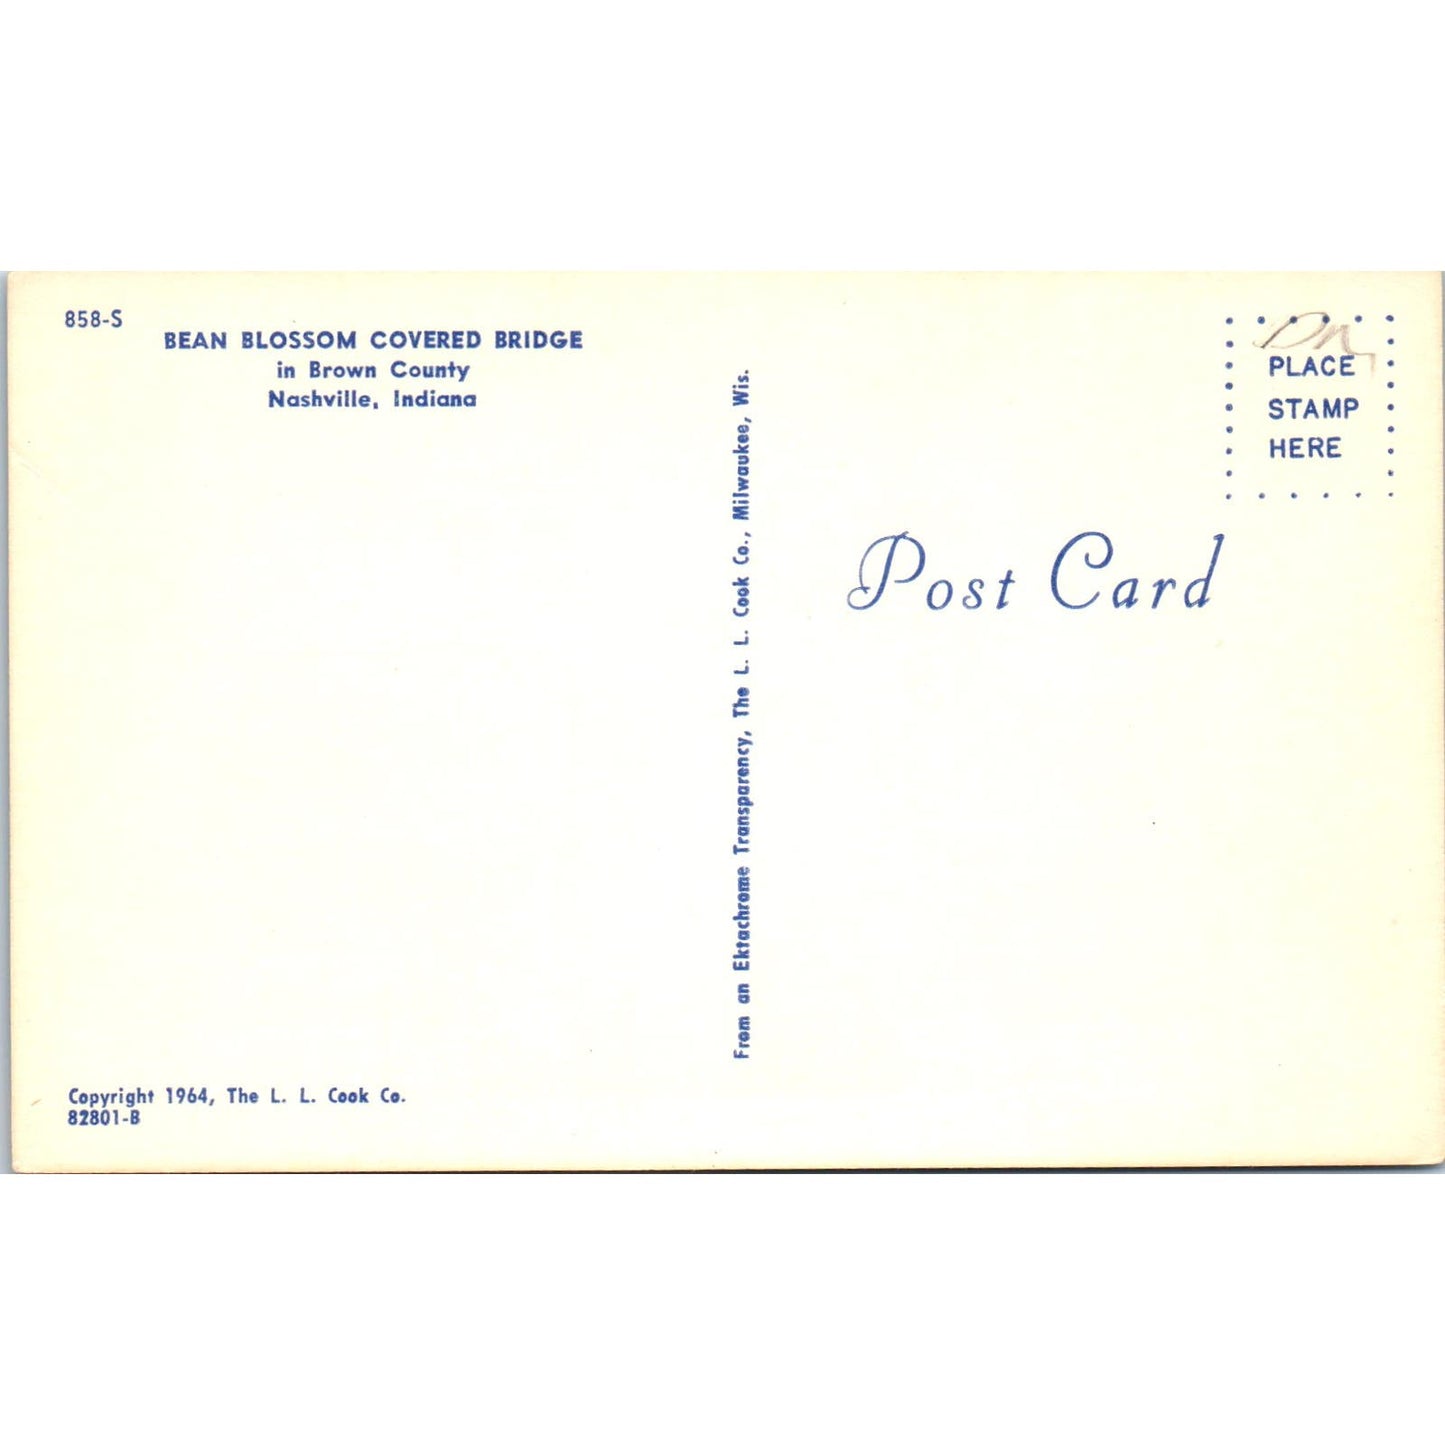 858-S
BEAN BLOSSOM COVERED BRIDGE
in Brown County
Nashville, Indiana
From an Ektachrome Transparency, The L. L. Cook Co., Milwaukee, Wis.
PLACE
STAMP
HERE
Post Card
Copyright 1964, The L. L. Cook Co.
82801-B